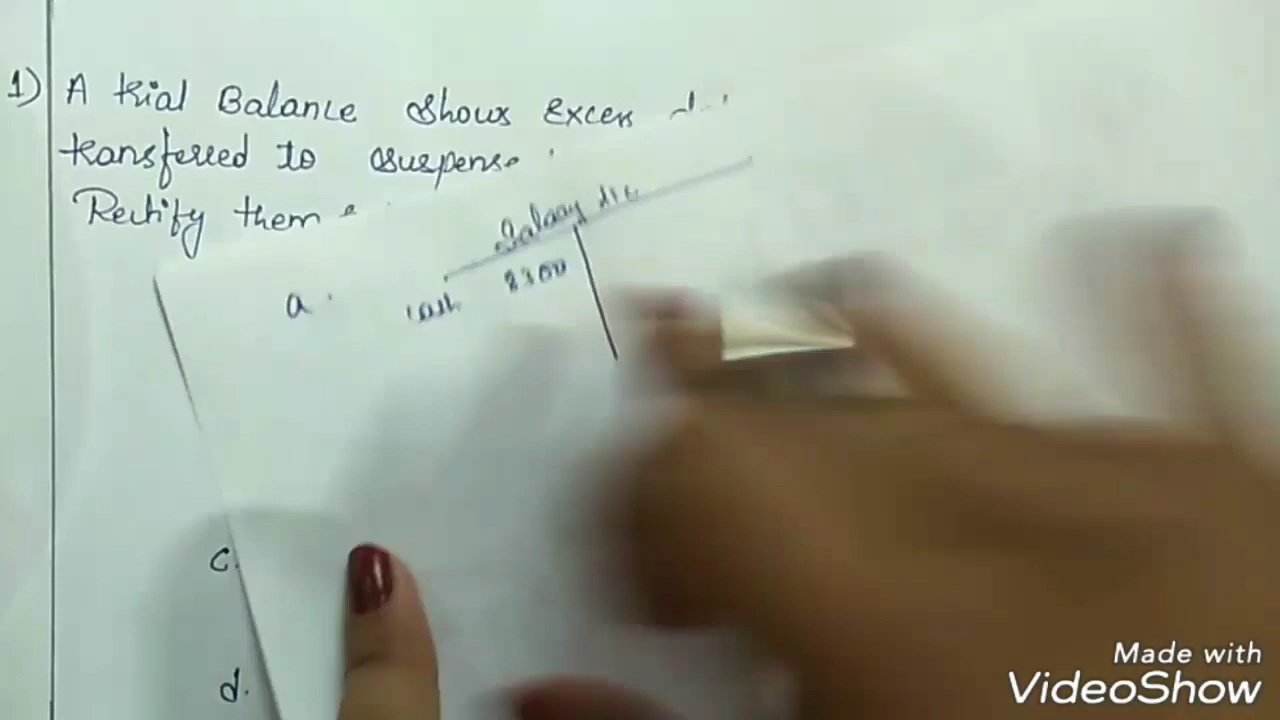 1) A trial Balance shows Excess
transferred to suspense
Rectify them
Salary
a. cash 2300
c.
d.
Made with
VideoShow